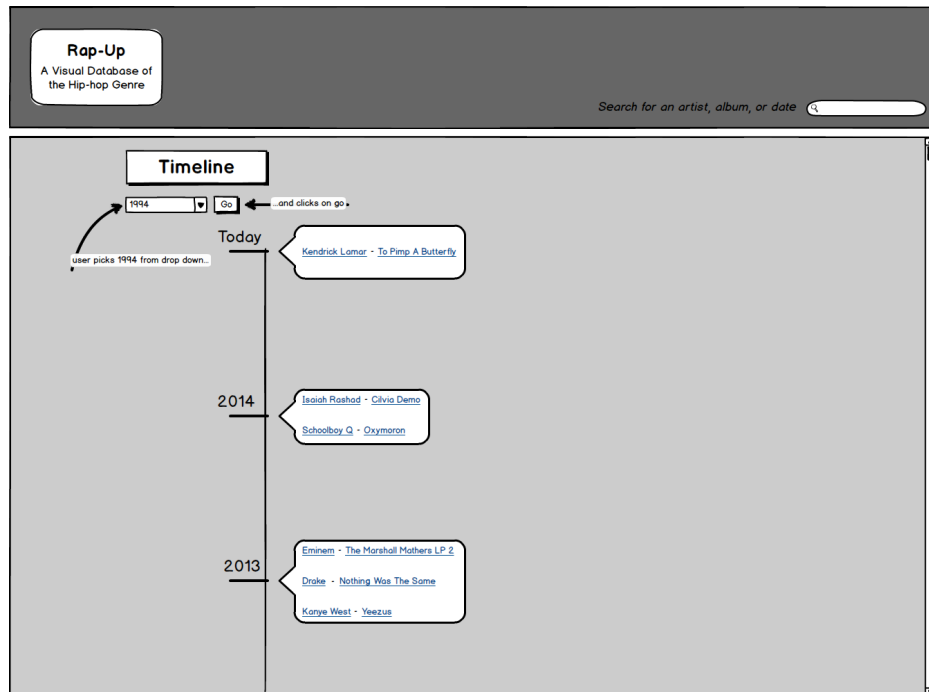 Rap-Up
A Visual Database of
the Hip-hop Genre
Search for an artist, album, or date
Timeline
1994
Go
...and clicks on go
Today
user picks 1994 from drop down...
Kendrick Lamar - To Pimp A Butterfly
2014
Isaiah Rashad - Cilvia Demo
Schoolboy Q - Oxymoron
2013
Eminem - The Marshall Mathers LP 2
Drake - Nothing Was The Same
Kanye West - Yeezus